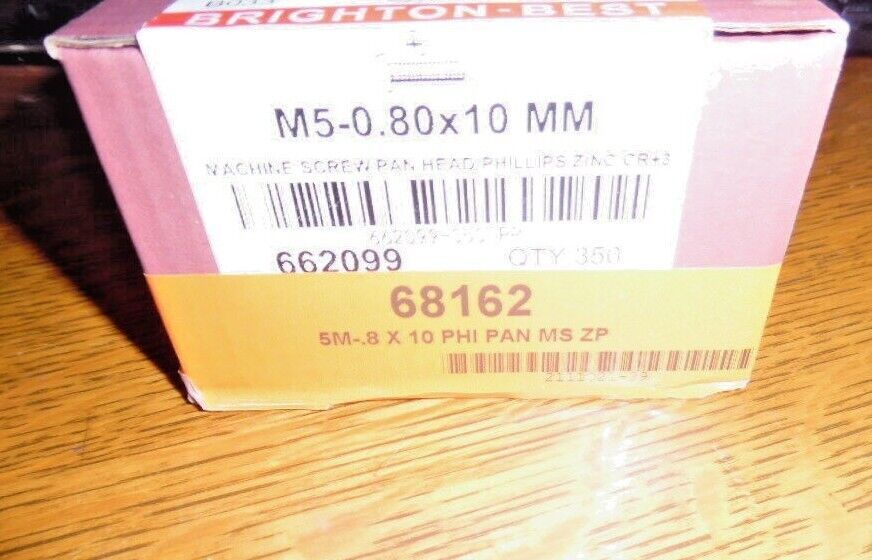 BRIGHTON-BEST
M5-0.80x10 MM
MACHINE SCREW PAN HEAD PHILLIPS ZINC CR+3
662099 QTY 350
68162
5M-.8 X 10 PHI PAN MS ZP